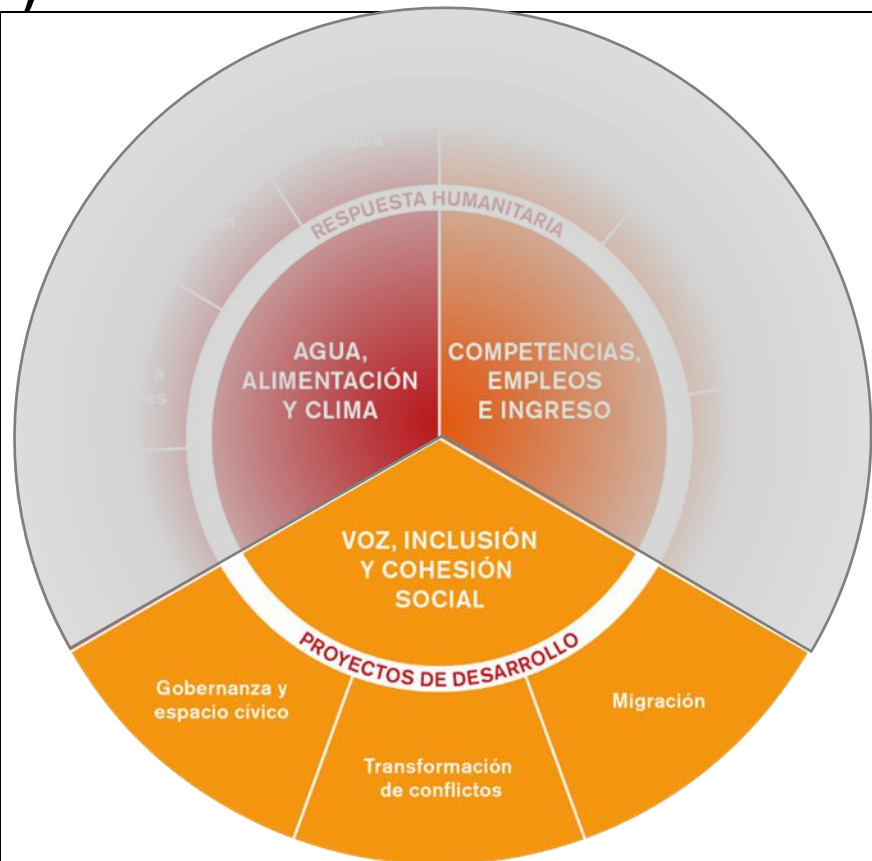 RESPUESTA HUMANITARIA
AGUA,
ALIMENTACIÓN
Y CLIMA
COMPETENCIAS,
EMPLEOS
E INGRESO
VOZ, INCLUSIÓN
Y COHESIÓN
SOCIAL
PROYECTOS DE DESARROLLO
Gobernanza y
espacio cívico
Transformación
de conflictos
Migración